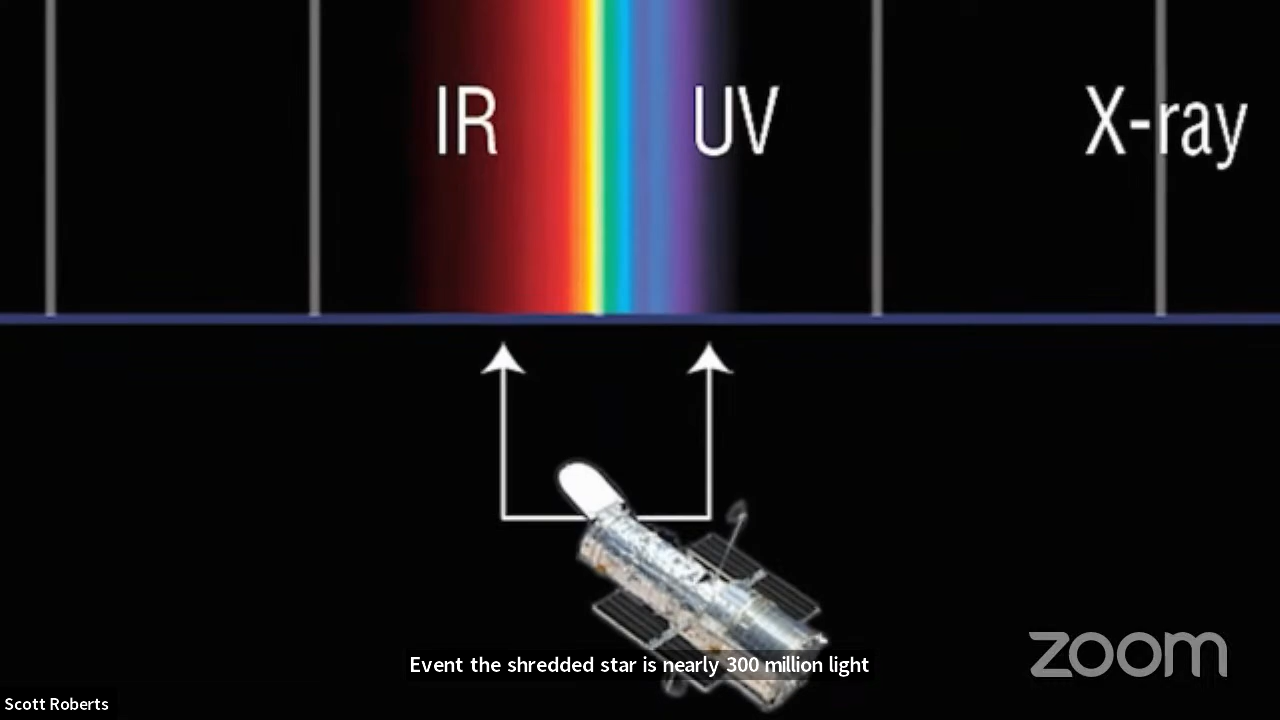 IR UV X-ray
Event the shredded star is nearly 300 million light
zoom
Scott Roberts